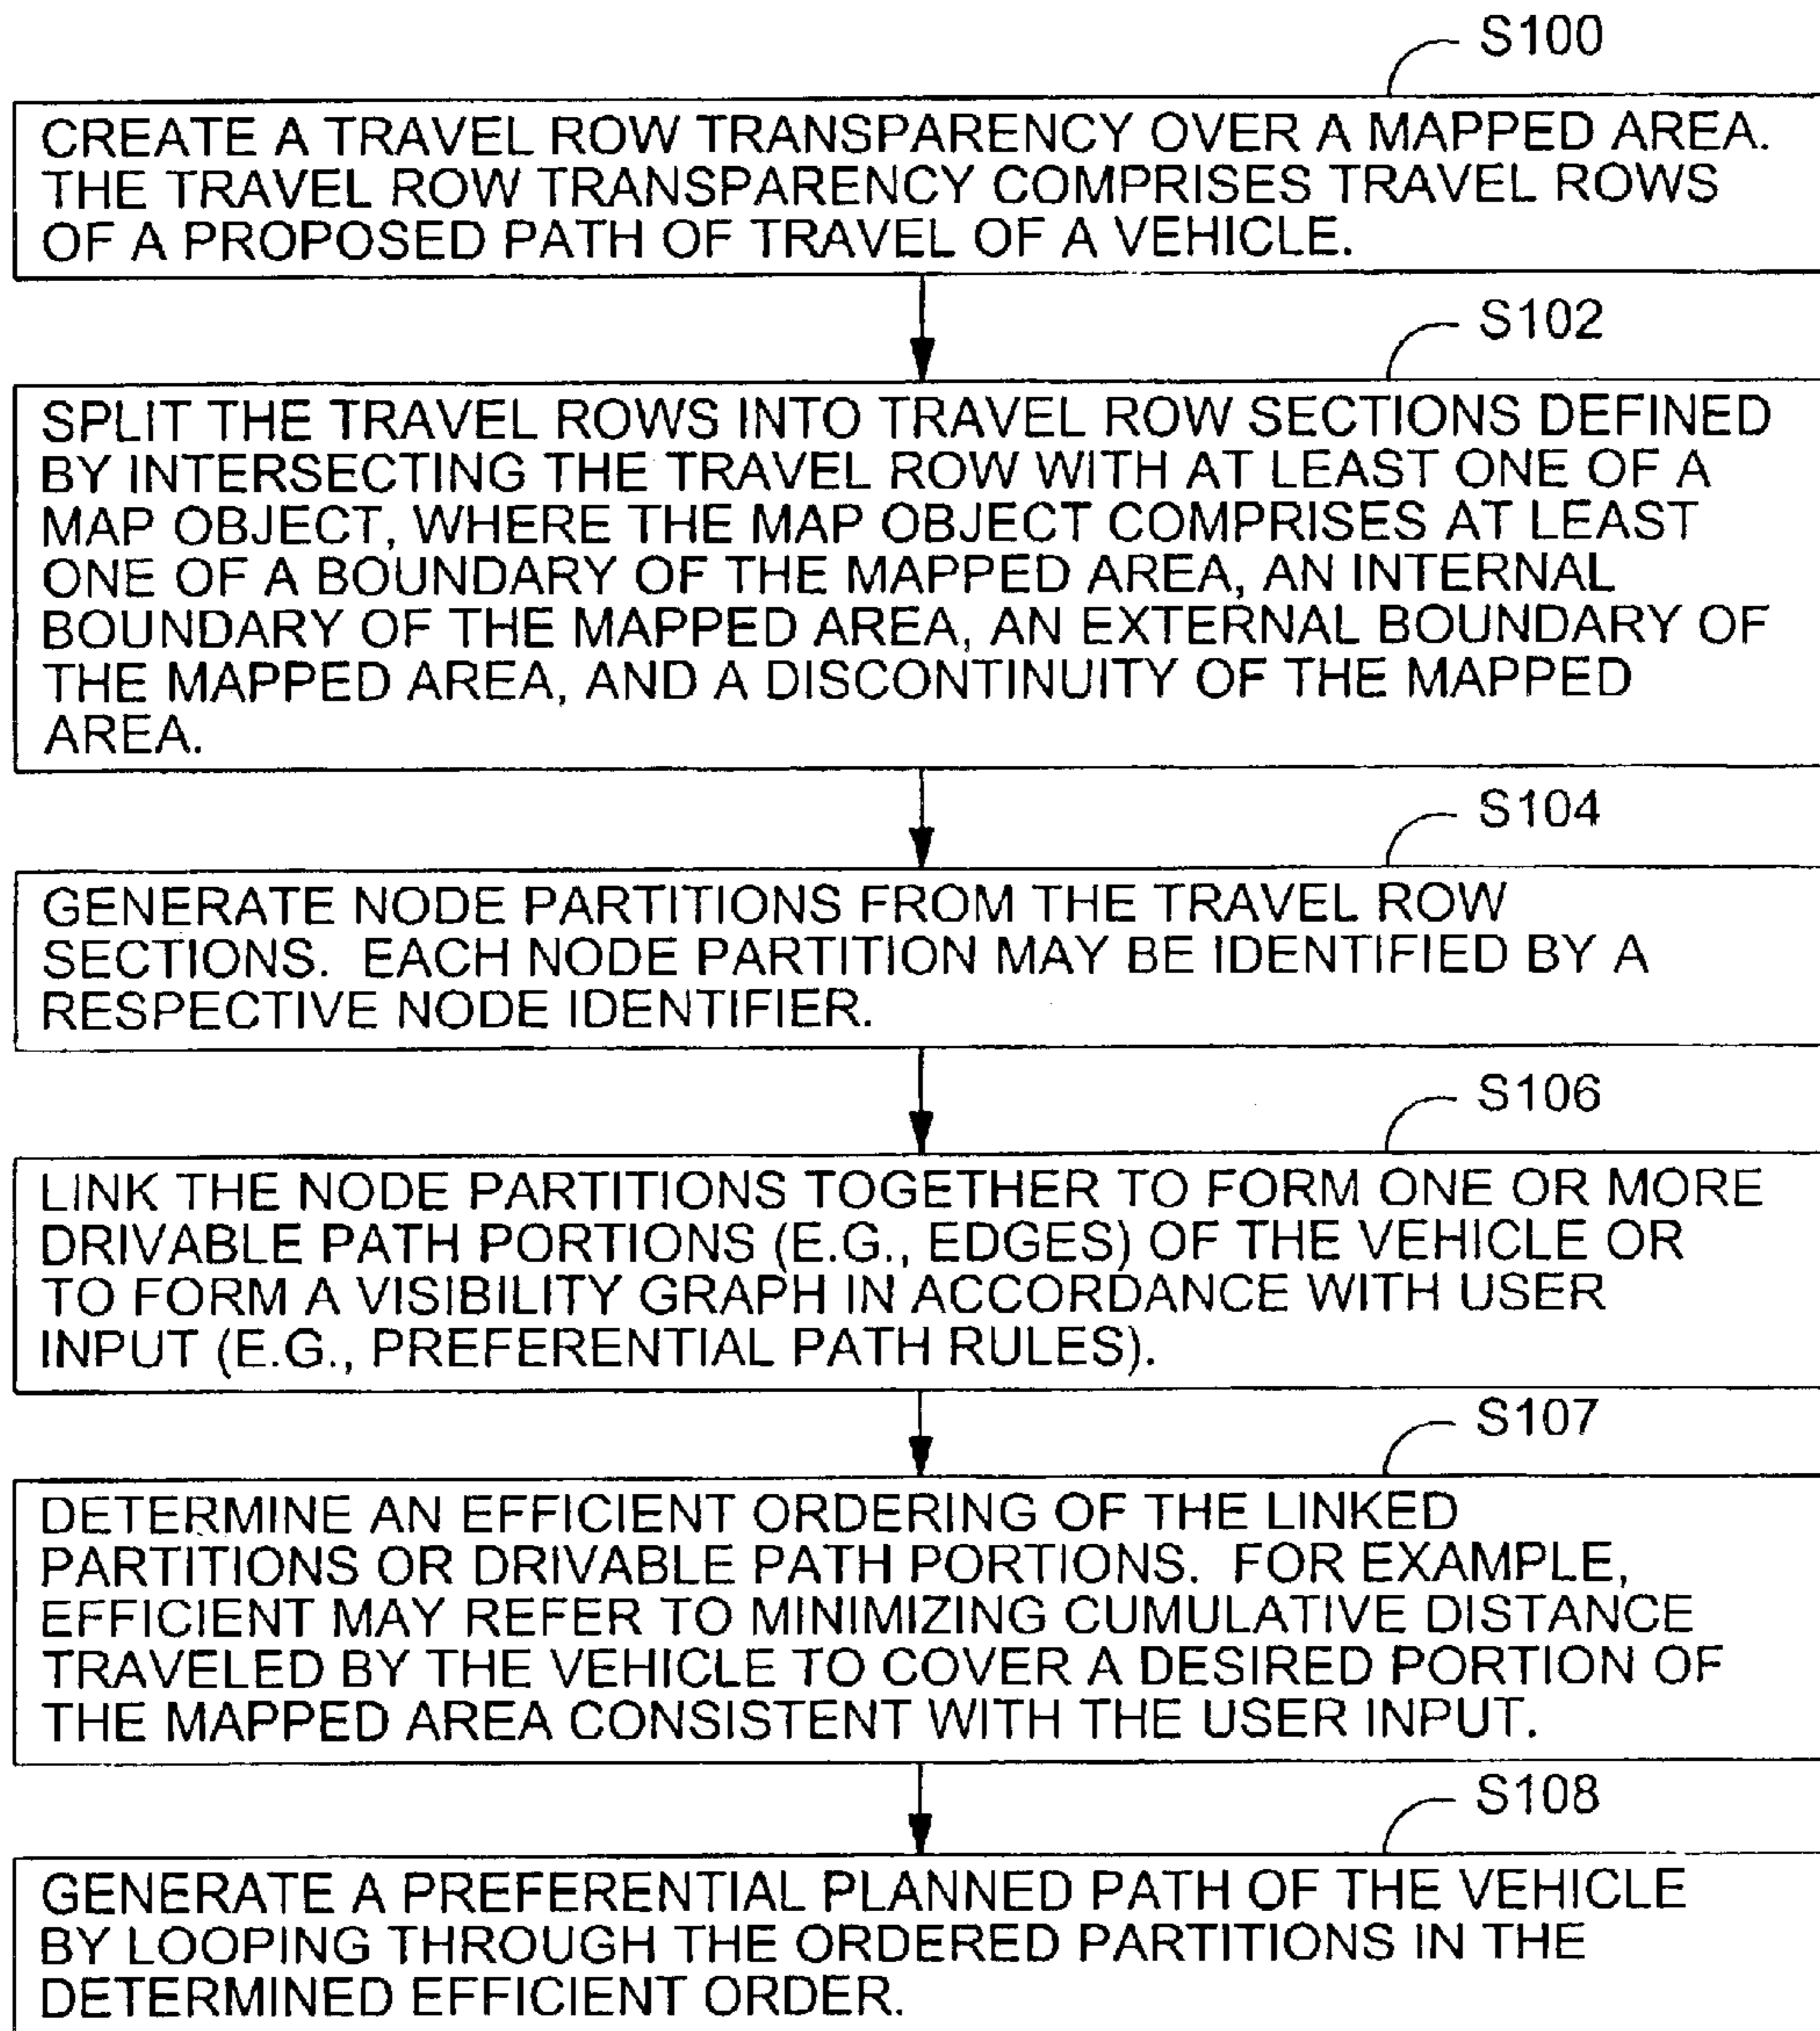 S100
CREATE A TRAVEL ROW TRANSPARENCY OVER A MAPPED AREA.
THE TRAVEL ROW TRANSPARENCY COMPRISES TRAVEL ROWS
OF A PROPOSED PATH OF TRAVEL OF A VEHICLE.
S102
SPLIT THE TRAVEL ROWS INTO TRAVEL ROW SECTIONS DEFINED
BY INTERSECTING THE TRAVEL ROW WITH AT LEAST ONE OF A
MAP OBJECT, WHERE THE MAP OBJECT COMPRISES AT LEAST
ONE OF A BOUNDARY OF THE MAPPED AREA, AN INTERNAL
BOUNDARY OF THE MAPPED AREA, AN EXTERNAL BOUNDARY OF
THE MAPPED AREA, AND A DISCONTINUITY OF THE MAPPED
AREA.
S104
GENERATE NODE PARTITIONS FROM THE TRAVEL ROW
SECTIONS. EACH NODE PARTITION MAY BE IDENTIFIED BY A
RESPECTIVE NODE IDENTIFIER.
S106
LINK THE NODE PARTITIONS TOGETHER TO FORM ONE OR MORE
DRIVABLE PATH PORTIONS (E.G., EDGES) OF THE VEHICLE OR
TO FORM A VISIBILITY GRAPH IN ACCORDANCE WITH USER
INPUT (E.G., PREFERENTIAL PATH RULES).
S107
DETERMINE AN EFFICIENT ORDERING OF THE LINKED
PARTITIONS OR DRIVABLE PATH PORTIONS. FOR EXAMPLE,
EFFICIENT MAY REFER TO MINIMIZING CUMULATIVE DISTANCE
TRAVELED BY THE VEHICLE TO COVER A DESIRED PORTION OF
THE MAPPED AREA CONSISTENT WITH THE USER INPUT.
S108
GENERATE A PREFERENTIAL PLANNED PATH OF THE VEHICLE
BY LOOPING THROUGH THE ORDERED PARTITIONS IN THE
DETERMINED EFFICIENT ORDER.